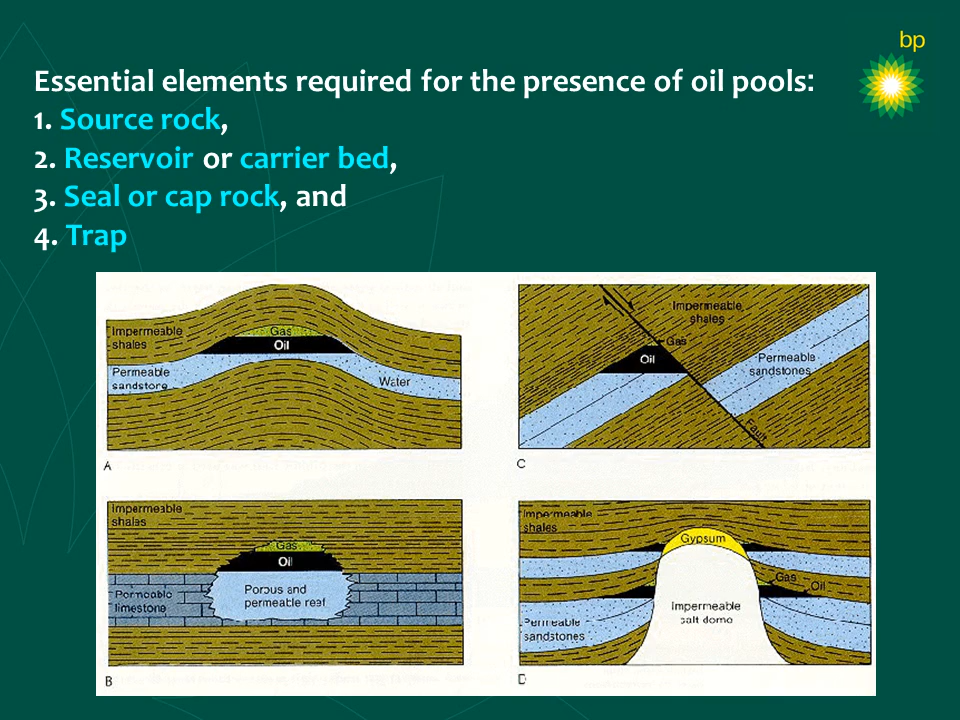 bp
Essential elements required for the presence of oil pools:
1. Source rock,
2. Reservoir or carrier bed,
3. Seal or cap rock, and
4. Trap
Impermeable
shales
Gas
Oil
Permeable
sandstone
Water
A
Impermeable
shales
Gas
Oil
Permeable
sandstones
Fault
C
Impermeable
shales
Gas
Oil
Permeable
limestone
Porous and
permeable reef
B
Impermeable
shales
Gypsum
Gas
Oil
Impermeable
salt dome
Permeable
sandstones
D